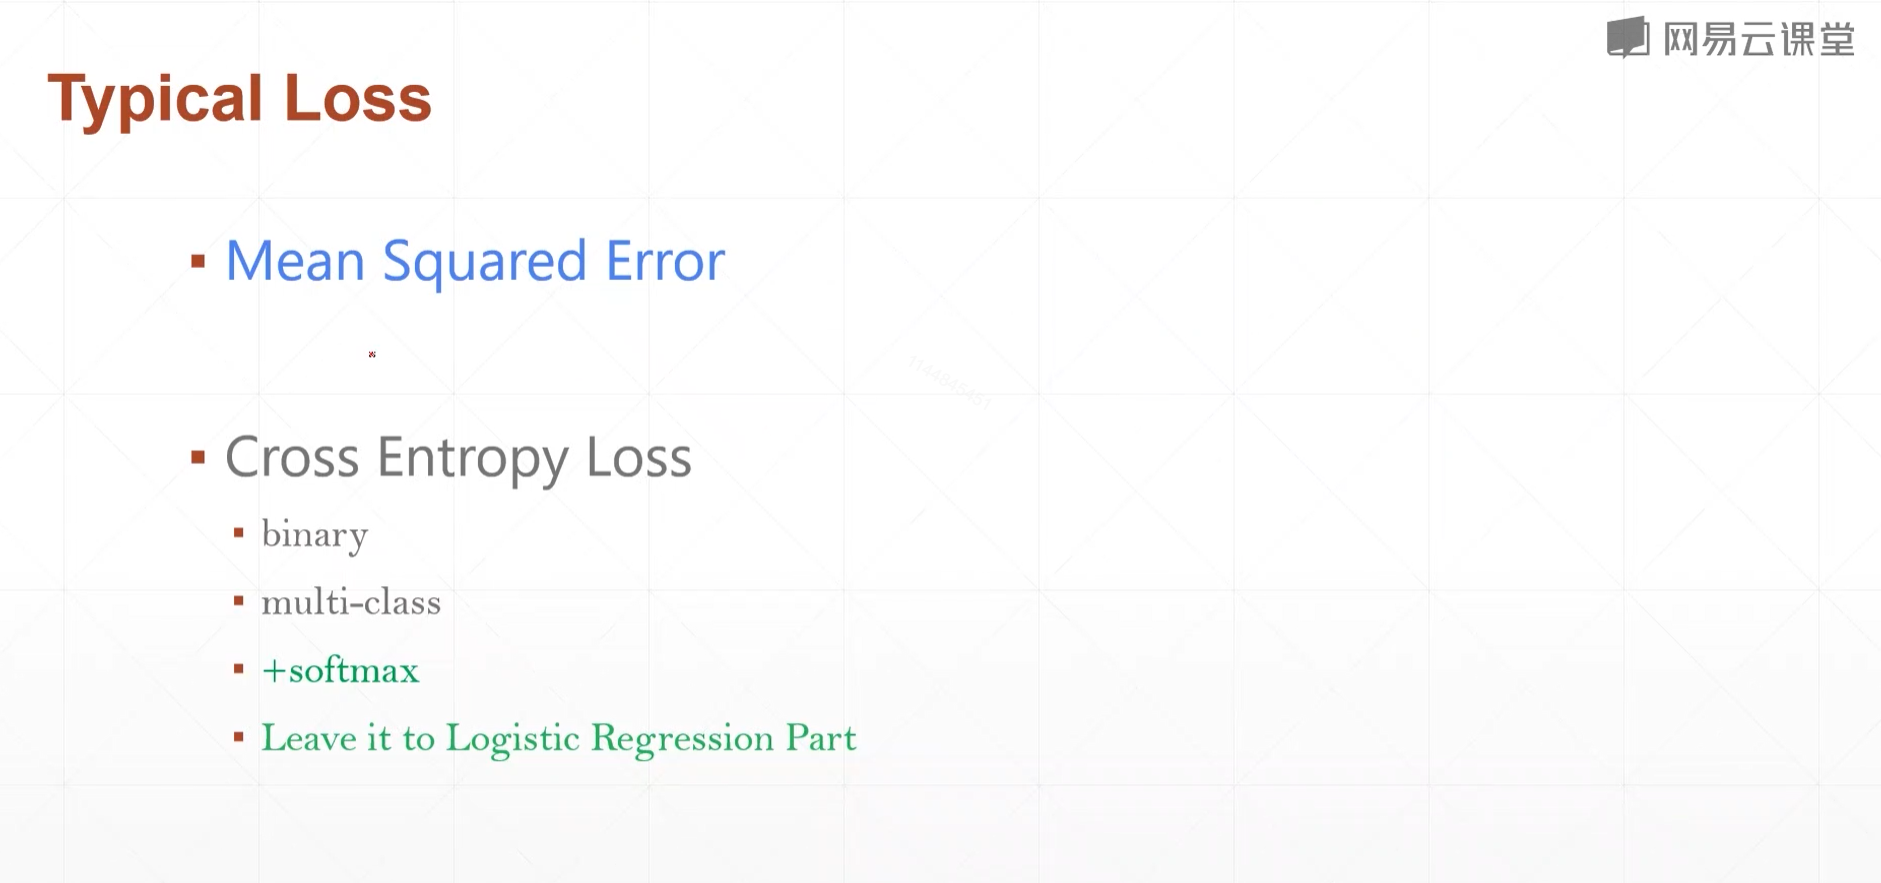 网易云课堂
Typical Loss
Mean Squared Error
Cross Entropy Loss
binary
multi-class
+softmax
Leave it to Logistic Regression Part